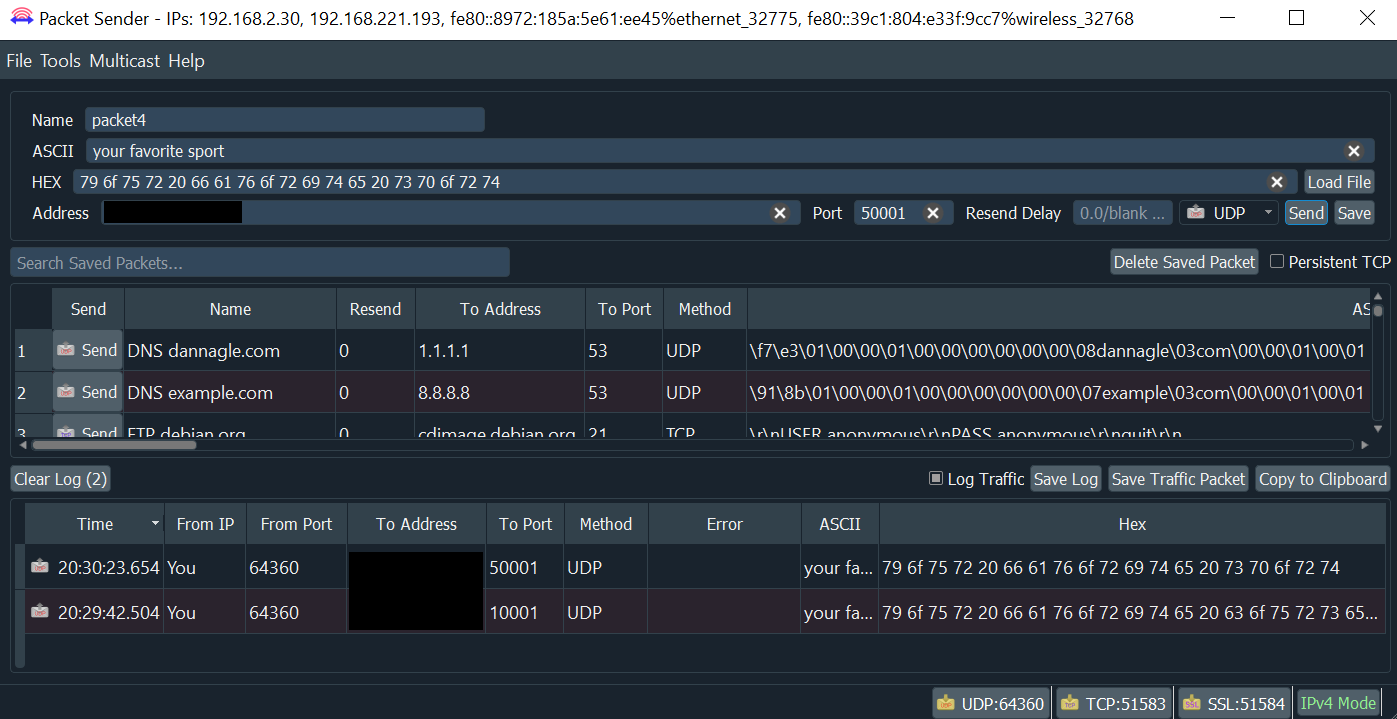 Packet Sender - IPs: 192.168.2.30, 192.168.221.193, fe80::8972:185a:5e61:ee45%ethernet_32775, fe80::39c1:804:e33f:9cc7%wireless_32768
File Tools Multicast Help
Name packet4
ASCII your favorite sport
HEX 79 6f 75 72 20 66 61 76 6f 72 69 74 65 20 73 70 6f 72 74 Load File
Address Port 50001 Resend Delay 0.0/blank ... UDP Send Save
Search Saved Packets... Delete Saved Packet Persistent TCP
Send Name Resend To Address To Port Method AS
1 Send DNS dannagle.com 0 1.1.1.1 53 UDP \f7\e3\01\00\00\01\00\00\00\00\00\00\08dannagle\03com\00\00\01\00\01
2 Send DNS example.com 0 8.8.8.8 53 UDP \91\8b\01\00\00\01\00\00\00\00\00\00\07example\03com\00\00\01\00\01
3 Send FTP debian.org 0 cdimage.debian.org 21 TCP \r\nUSER anonymous\r\nPASS anonymous\r\nquit\r\n
Clear Log (2) Log Traffic Save Log Save Traffic Packet Copy to Clipboard
Time From IP From Port To Address To Port Method Error ASCII Hex
20:30:23.654 You 64360 50001 UDP your fa... 79 6f 75 72 20 66 61 76 6f 72 69 74 65 20 73 70 6f 72 74
20:29:42.504 You 64360 10001 UDP your fa... 79 6f 75 72 20 66 61 76 6f 72 69 74 65 20 63 6f 75 72 73 65...
UDP:64360 TCP:51583 SSL:51584 IPv4 Mode